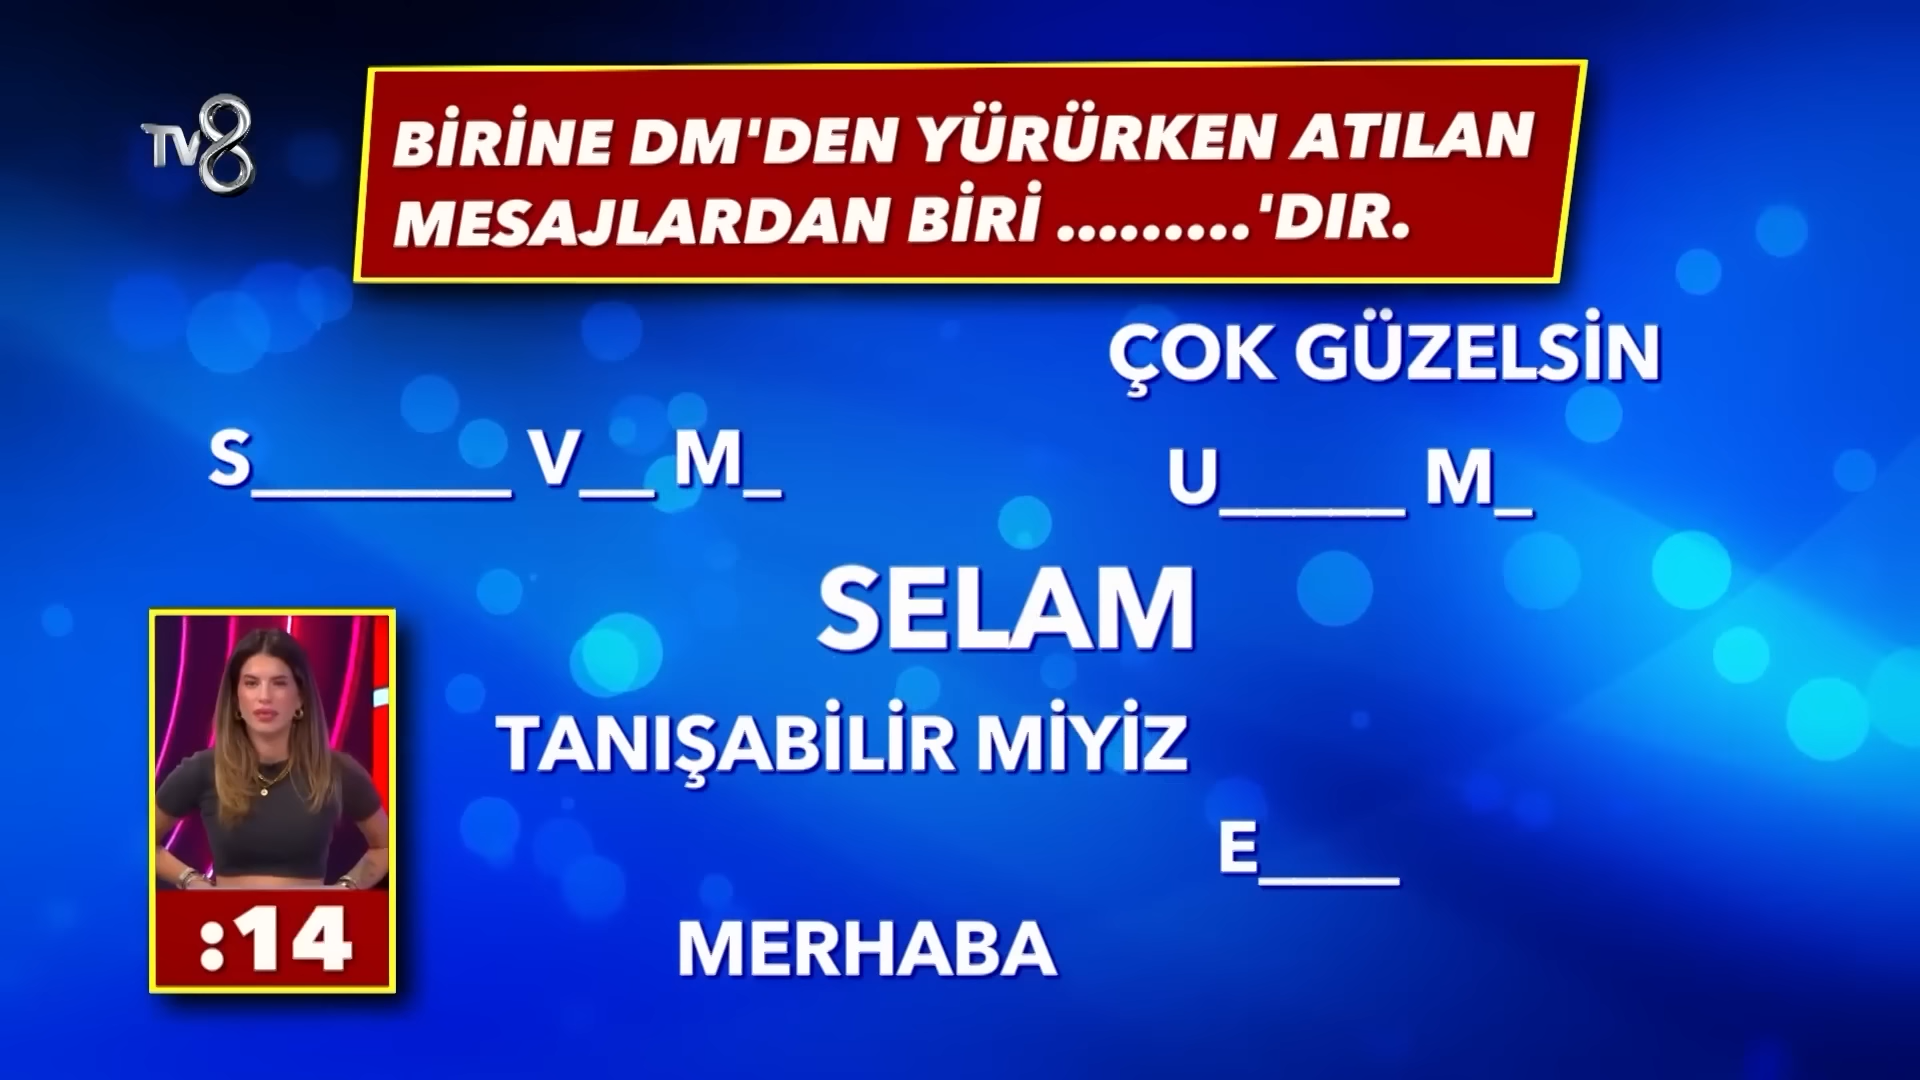 TV8
BİRİNE DM'DEN YÜRÜRKEN ATILAN
MESAJLARDAN BİRİ .........'DIR.
ÇOK GÜZELSİN
S_______ V__ M_
U_____ M_
SELAM
TANIŞABİLİR MİYİZ
E____
MERHABA
:14